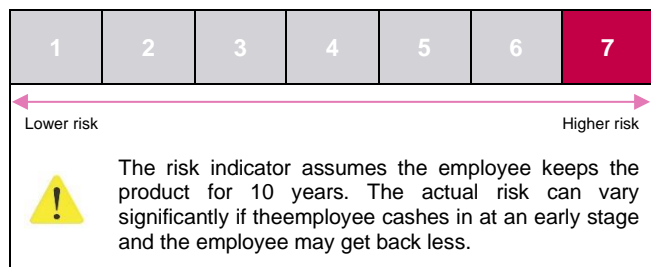 1 2 3 4 5 6 7
Lower risk Higher risk
The risk indicator assumes the employee keeps the
product for 10 years. The actual risk can vary
significantly if theemployee cashes in at an early stage
and the employee may get back less.